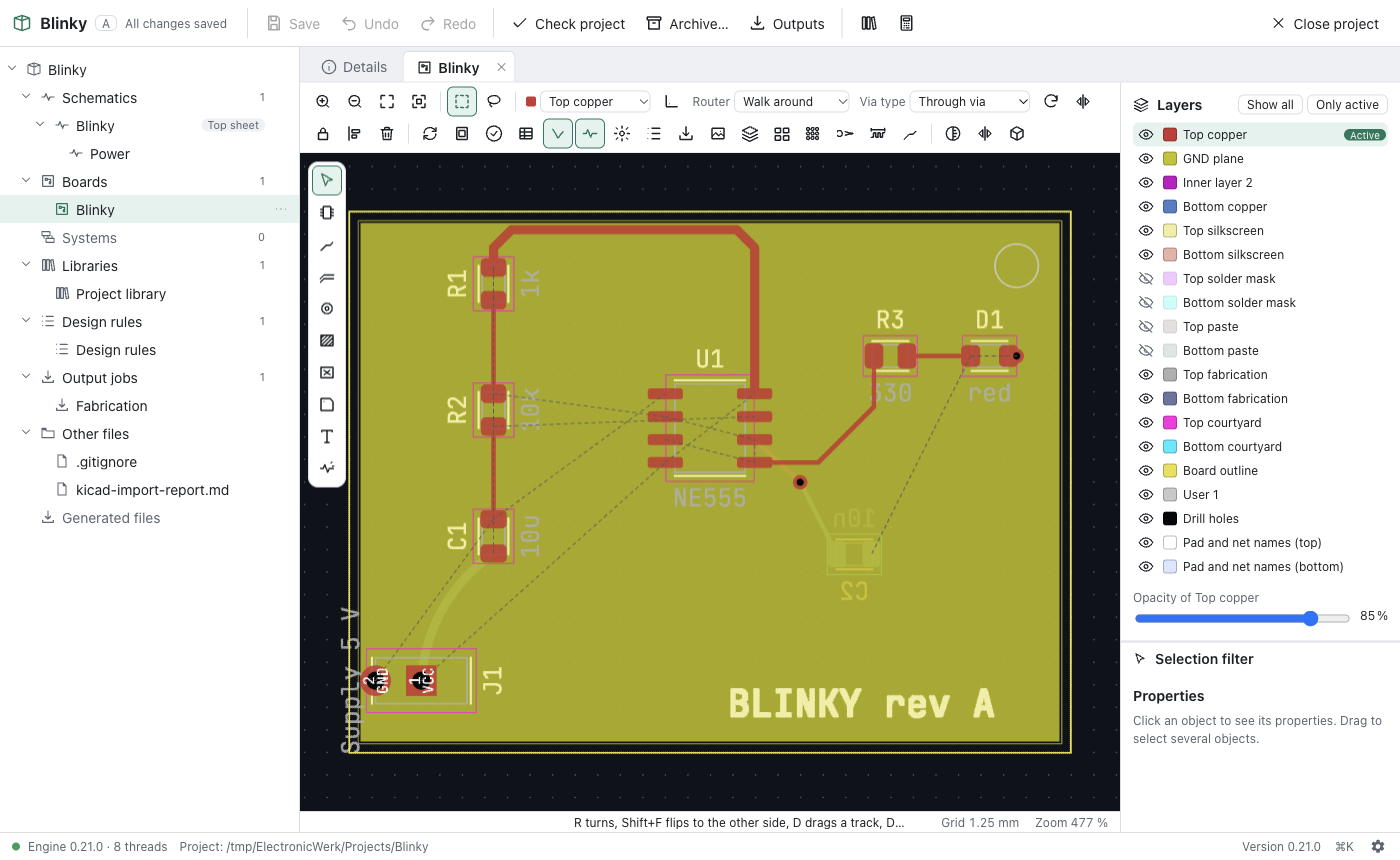 Blinky A All changes saved Save Undo Redo Check project Archive... Outputs Close project
Blinky
Schematics 1
Blinky Top sheet
Power
Boards 1
Blinky ...
Systems 0
Libraries 1
Project library
Design rules 1
Design rules
Output jobs 1
Fabrication
Other files
.gitignore
kicad-import-report.md
Generated files
Details Blinky
Top copper Router Walk around Via type Through via
R1 1k
R2 10k
C1 10u
U1
NE555
R3
330
D1
red
10n
C2
Supply 5 V
2 GND
1 VCC
J1
BLINKY rev A
R turns, Shift+F flips to the other side, D drags a track, D... Grid 1.25 mm Zoom 477 %
Layers Show all Only active
Top copper Active
GND plane
Inner layer 2
Bottom copper
Top silkscreen
Bottom silkscreen
Top solder mask
Bottom solder mask
Top paste
Bottom paste
Top fabrication
Bottom fabrication
Top courtyard
Bottom courtyard
Board outline
User 1
Drill holes
Pad and net names (top)
Pad and net names (bottom)
Opacity of Top copper
85 %
Selection filter
Properties
Click an object to see its properties. Drag to
select several objects.
Engine 0.21.0 · 8 threads Project: /tmp/ElectronicWerk/Projects/Blinky Version 0.21.0 ⌘K